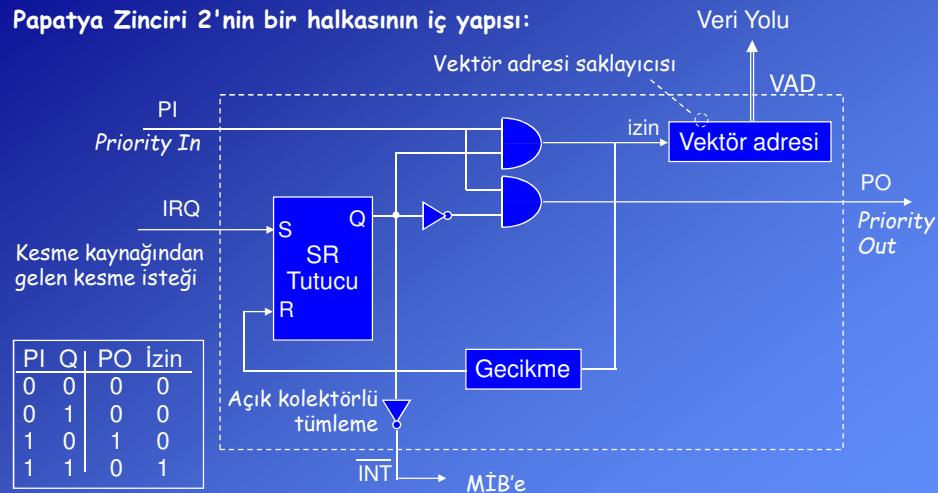 Papatya Zinciri 2'nin bir halkasının iç yapısı:
Veri Yolu
Vektör adresi saklayıcısı
VAD
PI
Priority In
izin
Vektör adresi
PO
Priority
Out
IRQ
Kesme kaynağından
gelen kesme isteği
S
Q
SR
Tutucu
R
Gecikme
Açık kolektörlü
tümleme
INT
MİB'e
PI Q PO İzin
0 0 0 0
0 1 0 0
1 0 1 0
1 1 0 1